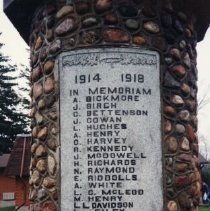 1914 1918
IN MEMORIAM
A. BICKMORE
J. BIRCH
C. BETTENSON
J. COWAN
L. HUGHES
A. HENRY
O. HARVEY
R. KENNEDY
J. McDOWELL
H. RICHARDS
N. RAYMOND
E. RIDDOLLS
A. WHITE
L. G. McLEOD
M. HENRY
L.L. DAVIDSON